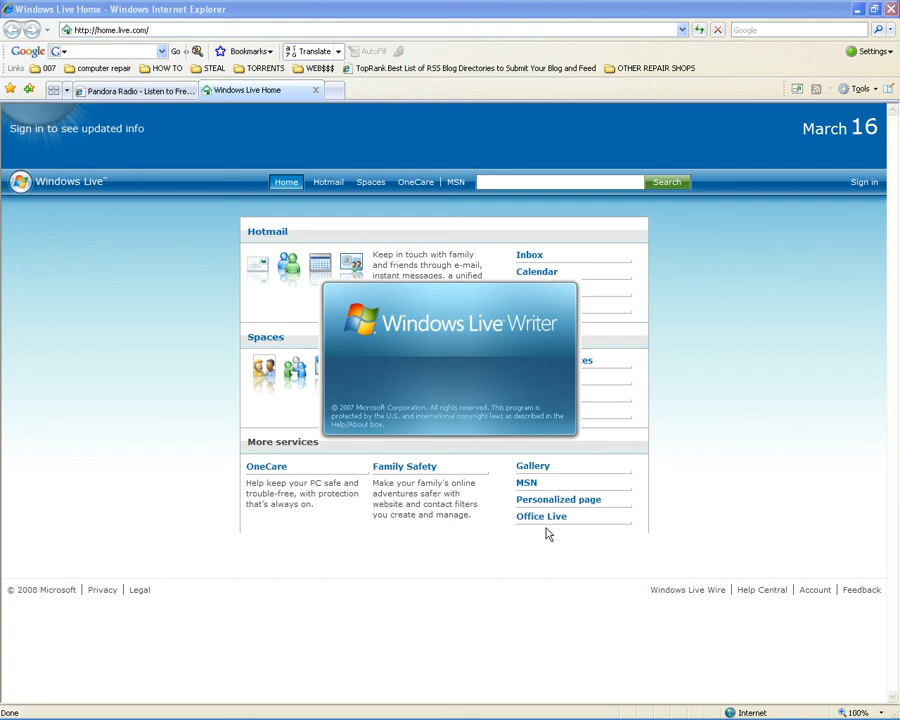 Windows Live Home - Windows Internet Explorer
http://home.live.com/
Google
Google G Go Bookmarks Translate AutoFill Settings
Links 007 computer repair HOW TO STEAL TORRENTS WEB$$$ TopRank Best List of RSS Blog Directories to Submit Your Blog and Feed OTHER REPAIR SHOPS
Pandora Radio - Listen to Fre... Windows Live Home Tools
Sign in to see updated info
March 16
Windows Live™ Home Hotmail Spaces OneCare MSN Search Sign in
Hotmail
Keep in touch with family
and friends through e-mail,
instant messages, a unified
Inbox
Calendar
Spaces
Windows Live Writer
© 2007 Microsoft Corporation. All rights reserved. This program is
protected by the U.S. and international copyright laws as described in the
Help/About box.
More services
OneCare
Help keep your PC safe and
trouble-free, with protection
that's always on.
Family Safety
Make your family's online
adventures safer with
website and contact filters
you create and manage.
Gallery
MSN
Personalized page
Office Live
© 2008 Microsoft Privacy Legal
Windows Live Wire Help Central Account Feedback
Done Internet 100%